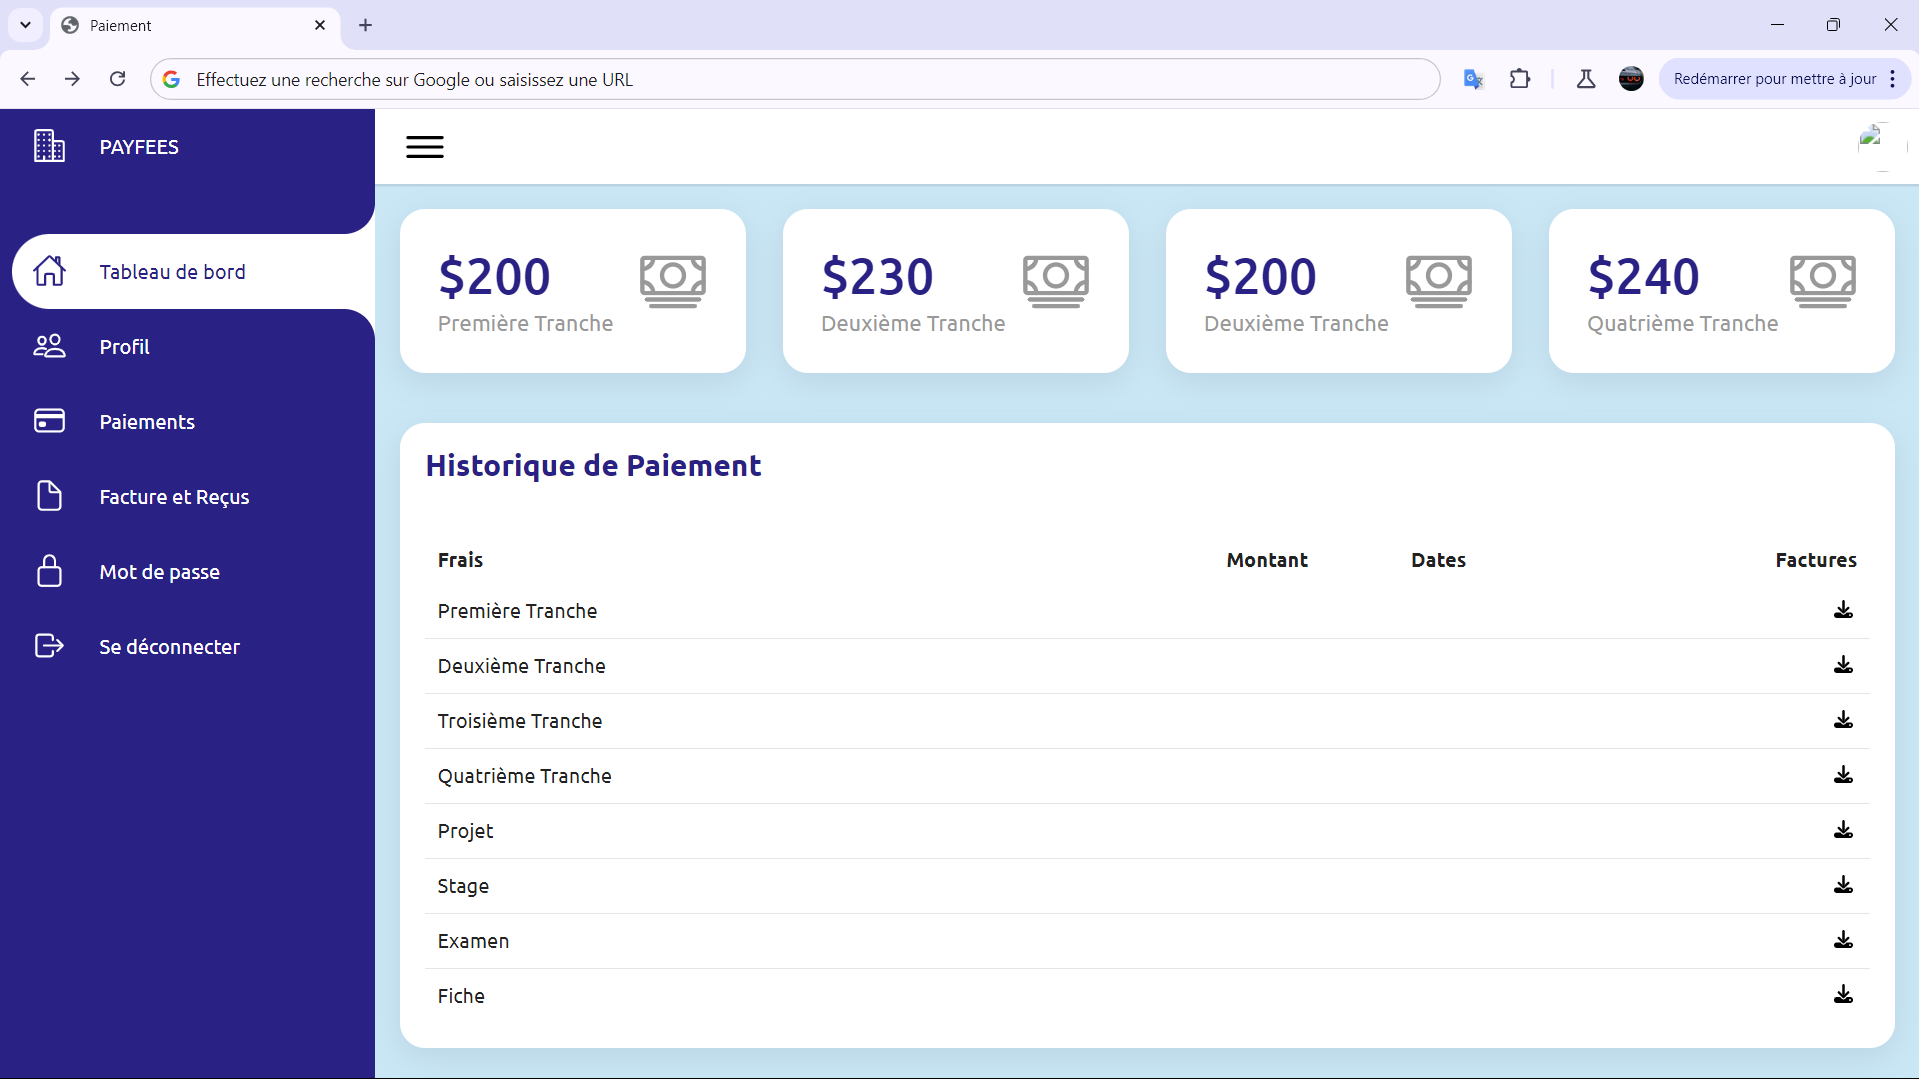 Paiement
Effectuez une recherche sur Google ou saisissez une URL
Redémarrer pour mettre à jour
PAYFEES
Tableau de bord
Profil
Paiements
Facture et Reçus
Mot de passe
Se déconnecter
$200
Première Tranche
$230
Deuxième Tranche
$200
Deuxième Tranche
$240
Quatrième Tranche
Historique de Paiement
Frais Montant Dates Factures
Première Tranche
Deuxième Tranche
Troisième Tranche
Quatrième Tranche
Projet
Stage
Examen
Fiche